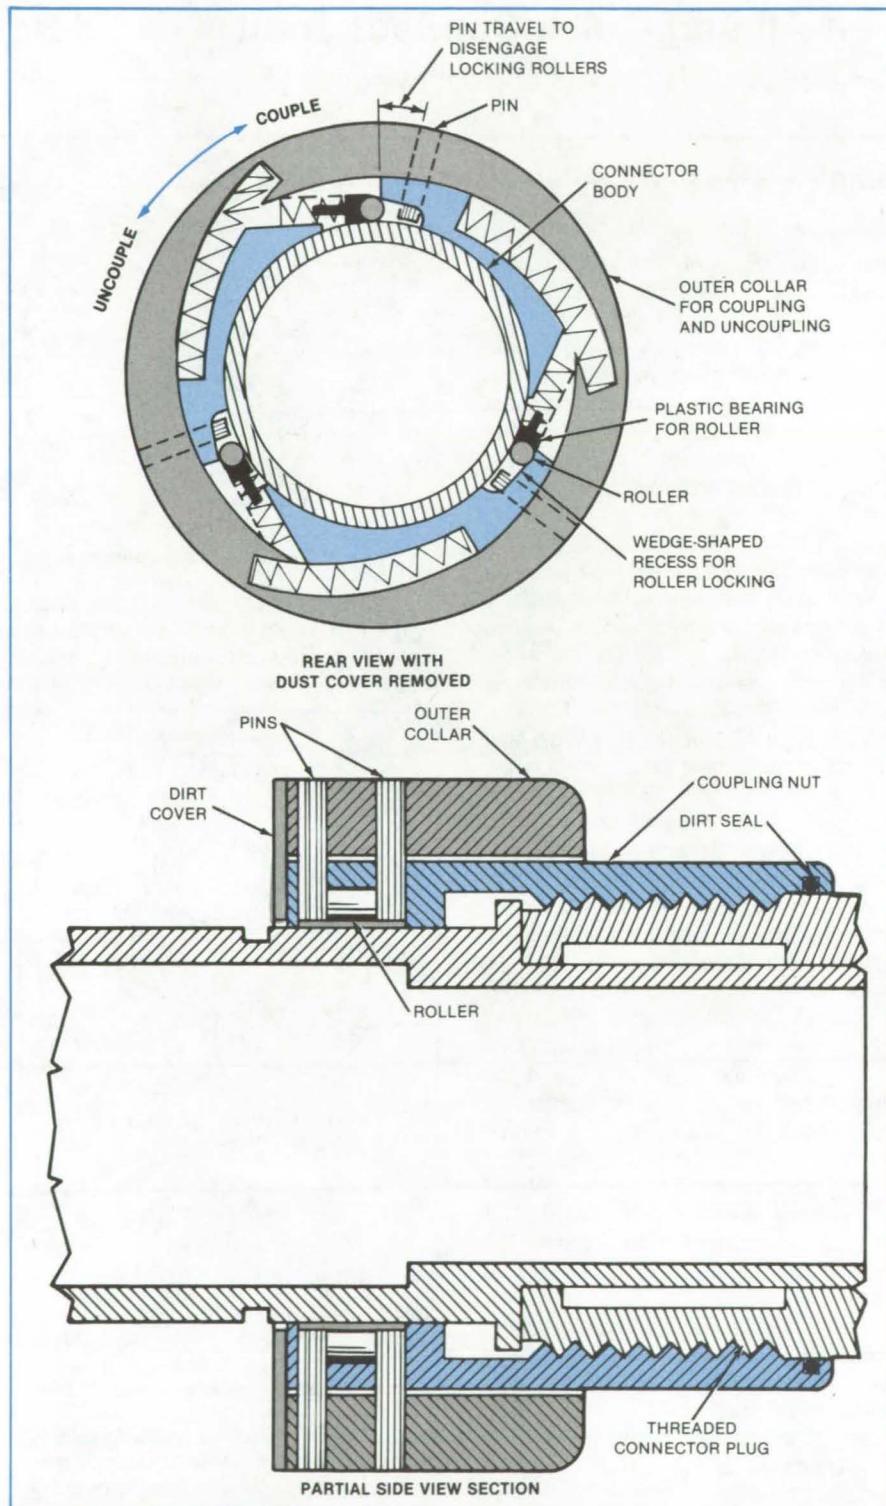 PIN TRAVEL TO
DISENGAGE
LOCKING ROLLERS
PIN
COUPLE
UNCOUPLE
CONNECTOR
BODY
OUTER COLLAR
FOR COUPLING
AND UNCOUPLING
PLASTIC BEARING
FOR ROLLER
ROLLER
WEDGE-SHAPED
RECESS FOR
ROLLER LOCKING
REAR VIEW WITH
DUST COVER REMOVED
PINS
OUTER
COLLAR
DIRT
COVER
COUPLING NUT
DIRT SEAL
ROLLER
THREADED
CONNECTOR PLUG
PARTIAL SIDE VIEW SECTION